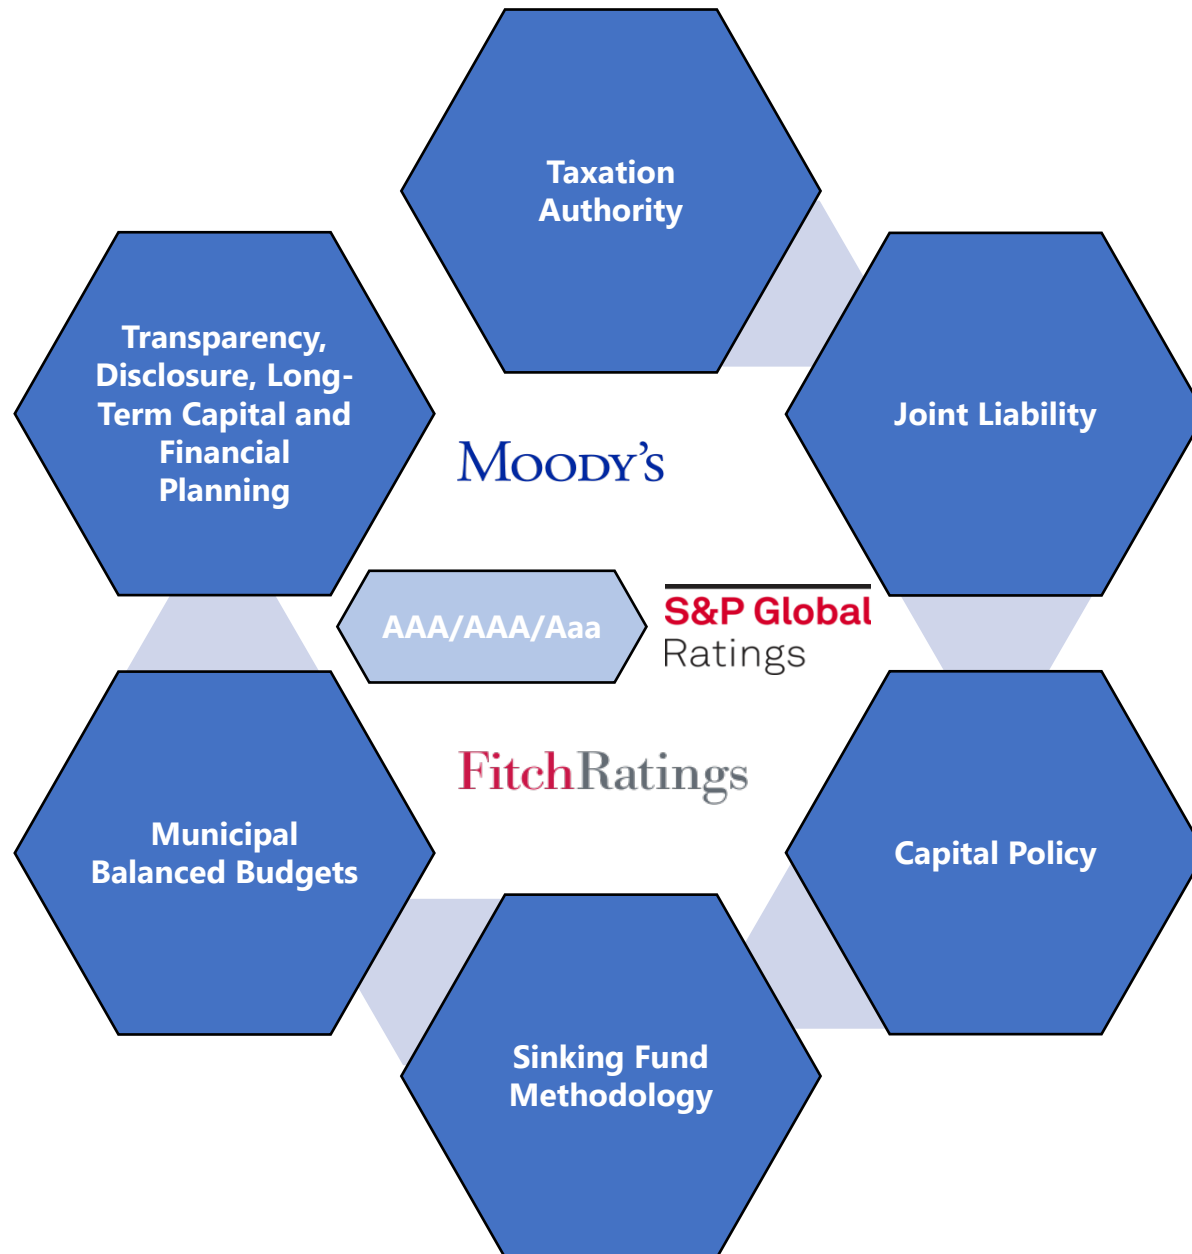 Taxation
Authority
Joint Liability
Capital Policy
Sinking Fund
Methodology
Municipal
Balanced Budgets
Transparency,
Disclosure, Long-
Term Capital and
Financial
Planning
MOODY'S
AAA/AAA/Aaa
S&P Global
Ratings
FitchRatings